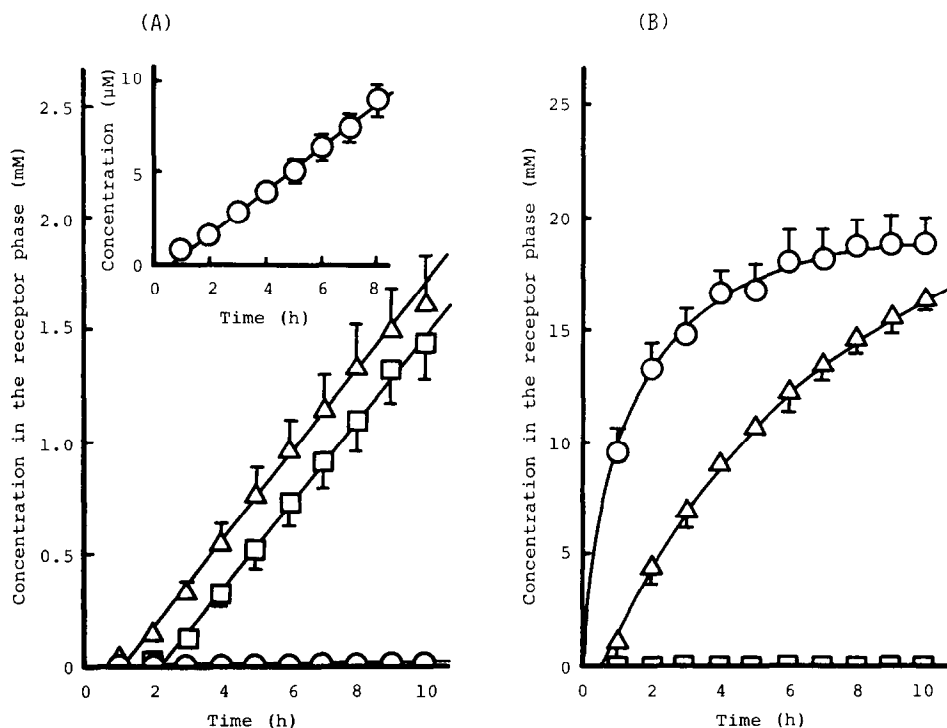 (A)
Concentration in the receptor phase (mM)
2.5
2.0
1.5
1.0
0.5
0
0 2 4 6 8 10
Time (h)
Concentration (μM)
10
5
0
0 2 4 6 8
Time (h)
(B)
Concentration in the receptor phase (mM)
25
20
15
10
5
0
0 2 4 6 8 10
Time (h)